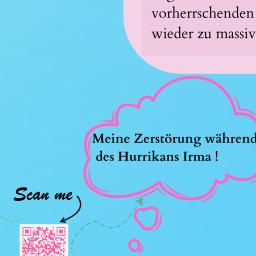 vorherrschenden
wieder zu massiv
Meine Zerstörung während
des Hurrikans Irma !
Scan me